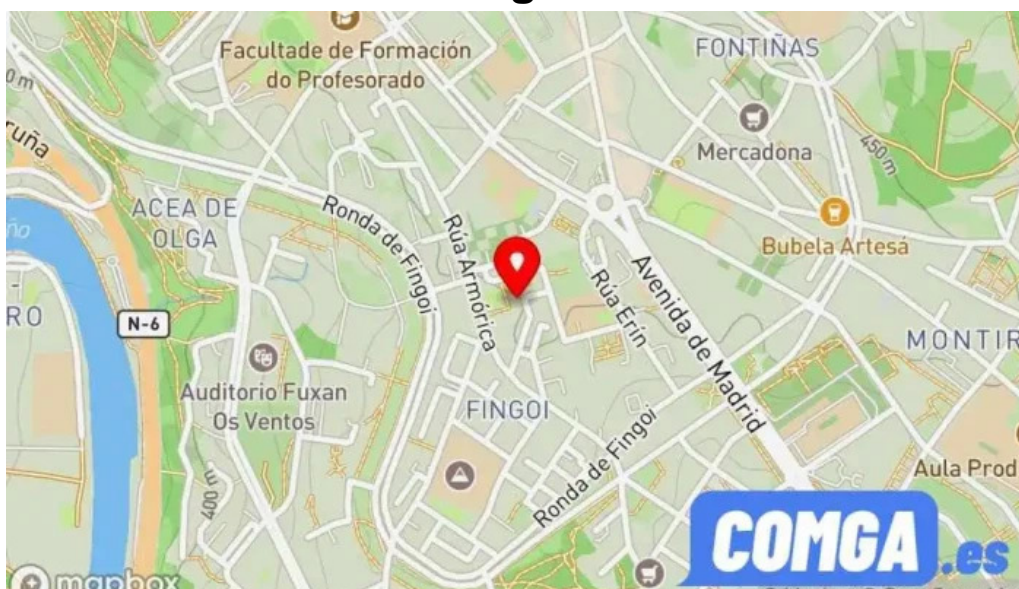 Facultade de Formación
do Profesorado
FONTIÑAS
Mercadona
450 m
ACEA DE
OLGA
Ronda de Fingoi
Rúa Armórica
Bubela Artesá
Rúa Erín
Avenida de Madrid
N-6
MONTIR
Auditorio Fuxan
Os Ventos
FINGOI
Ronda de Fingoi
400 m
Aula Prod
COMGA.es
mapbox